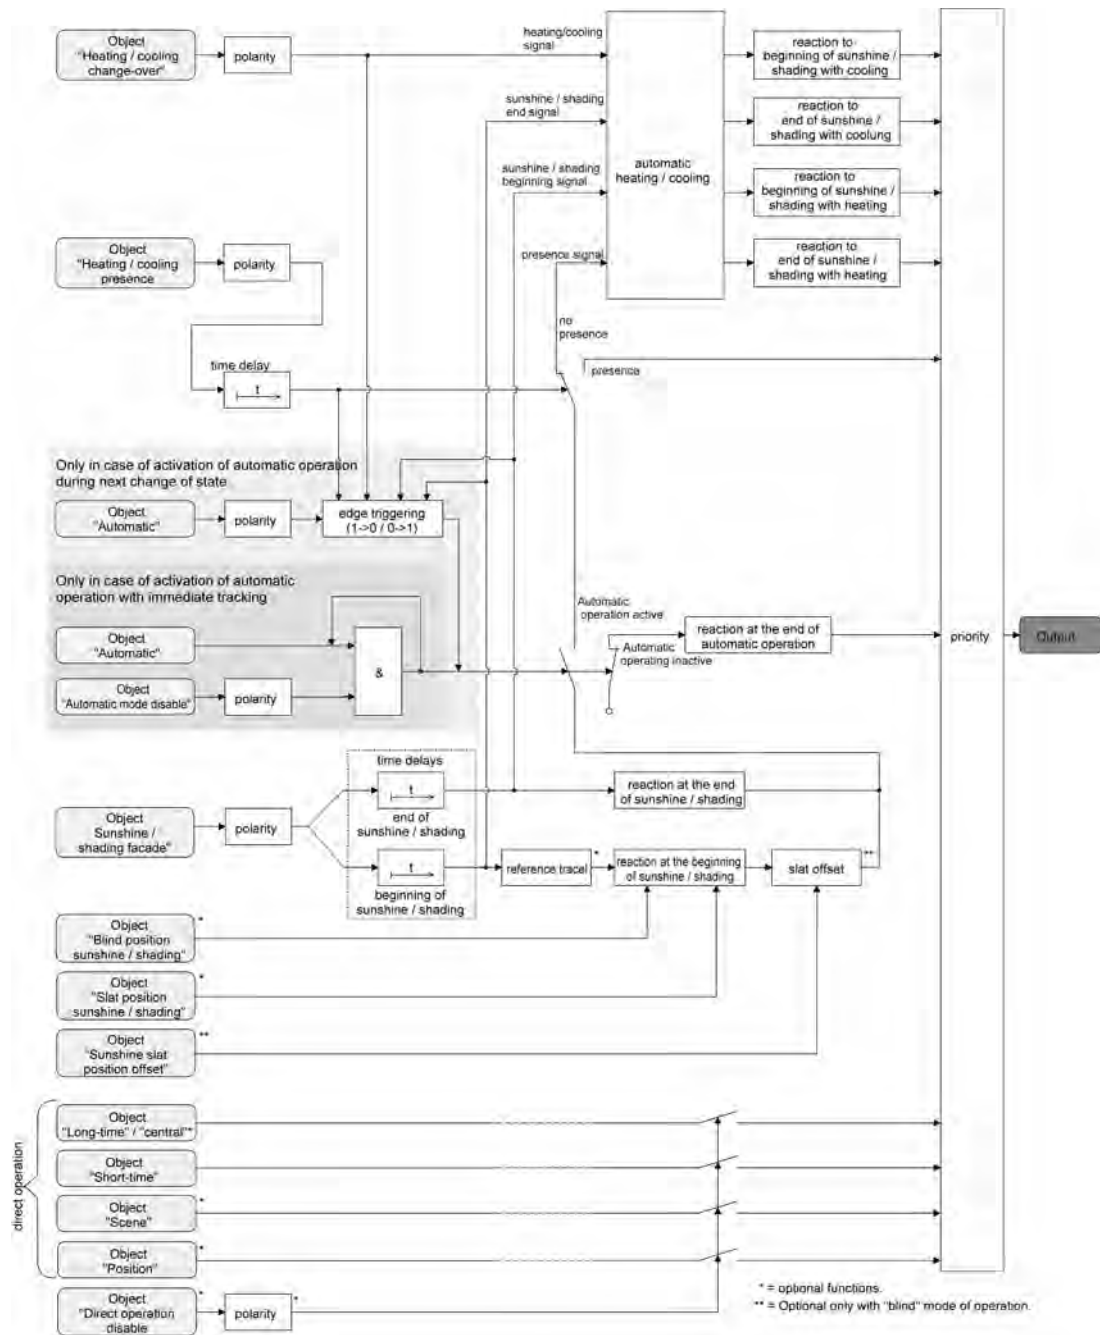 Object
"Heating / cooling
change-over"
polarity
heating/cooling
signal
sunshine / shading
end signal
sunshine / shading
beginning signal
presence signal
automatic
heating / cooling
reaction to
beginning of sunshine /
shading with cooling
reaction to
end of sunshine /
shading with coolung
reaction to
beginning of sunshine /
shading with heating
reaction to
end of sunshine /
shading with heating
Object
"Heating / cooling
presence
polarity
no
presence
presence
time delay
t
Only in case of activation of automatic operation
during next change of state
Object
"Automatic"
polarity
edge triggering
(1->0 / 0->1)
Only in case of activation of automatic
operation with immediate tracking
Object
"Automatic"
Object
"Automatic mode disable"
polarity
&
Automatic
operation active
Automatic
operating inactive
reaction at the end of
automatic operation
priority
Output
time delays
t
end of
sunshine / shading
t
beginning of
sunshine / shading
Object
Sunshine /
shading facade"
polarity
reaction at the end
of sunshine / shading
reference tracel
*
reaction at the beginning
of sunshine / shading
slat offset
**
Object
"Blind position
sunshine / shading"
*
Object
"Slat position
sunshine / shading"
*
Object
"Sunshine slat
position offset"
**
direct operation
Object
"Long-time" / "central"*
Object
"Short-time"
Object
"Scene"
*
Object
"Position"
*
Object
"Direct operation
disable
*
polarity
*
* = optional functions.
** = Optional only with "blind" mode of operation.